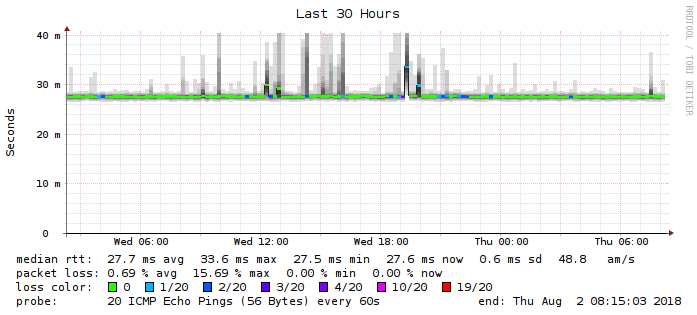 Last 30 Hours
RRDTOOL / TOBI OETIKER
Seconds
40 m
30 m
20 m
10 m
0
Wed 06:00 Wed 12:00 Wed 18:00 Thu 00:00 Thu 06:00
median rtt: 27.7 ms avg 33.6 ms max 27.5 ms min 27.6 ms now 0.6 ms sd 48.8 am/s
packet loss: 0.69 % avg 15.69 % max 0.00 % min 0.00 % now
loss color: 0 1/20 2/20 3/20 4/20 10/20 19/20
probe: 20 ICMP Echo Pings (56 Bytes) every 60s end: Thu Aug 2 08:15:03 2018